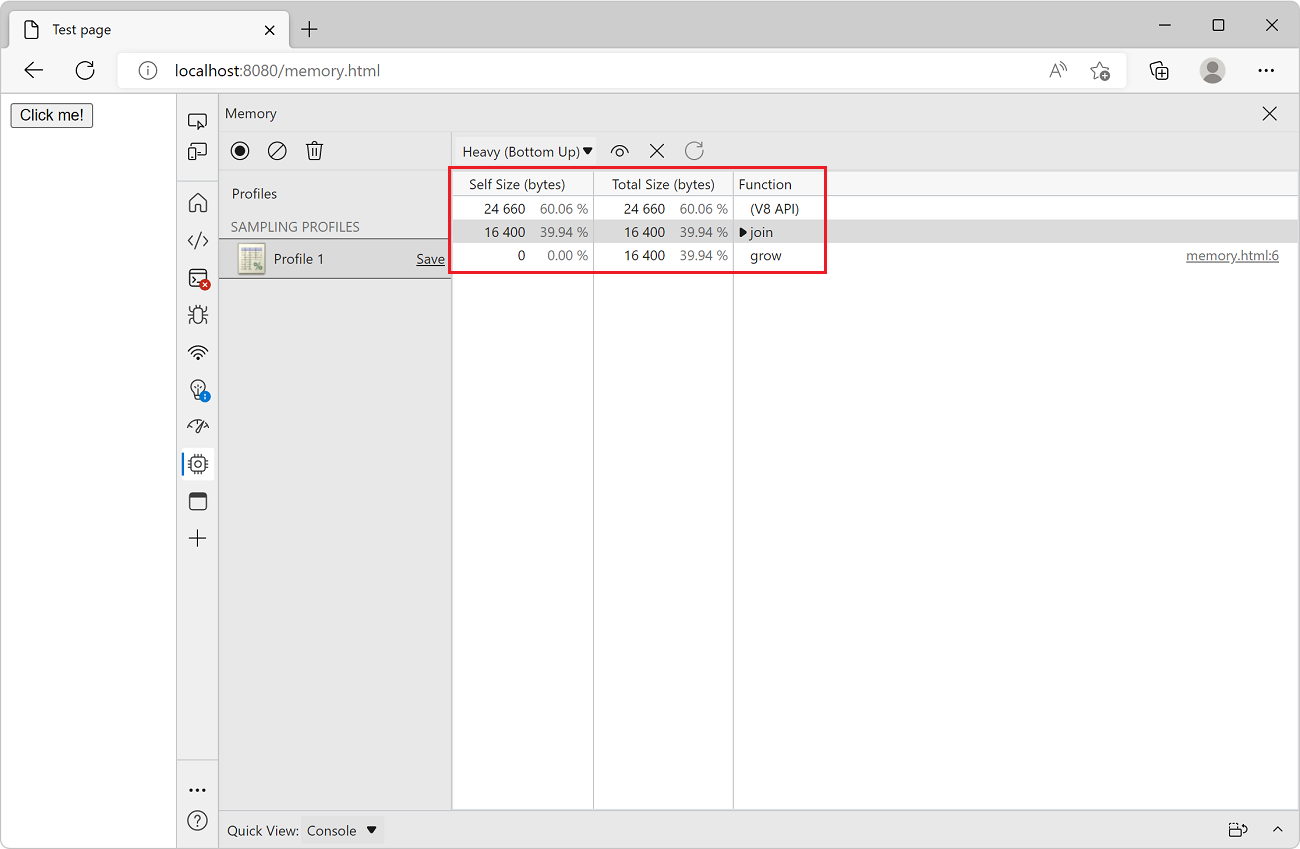 Test page
localhost:8080/memory.html
Click me!
Memory
Heavy (Bottom Up)
Profiles
SAMPLING PROFILES
Profile 1 Save
Self Size (bytes) Total Size (bytes) Function
24 660 60.06 % 24 660 60.06 % (V8 API)
16 400 39.94 % 16 400 39.94 % join
0 0.00 % 16 400 39.94 % grow memory.html:6
Quick View: Console